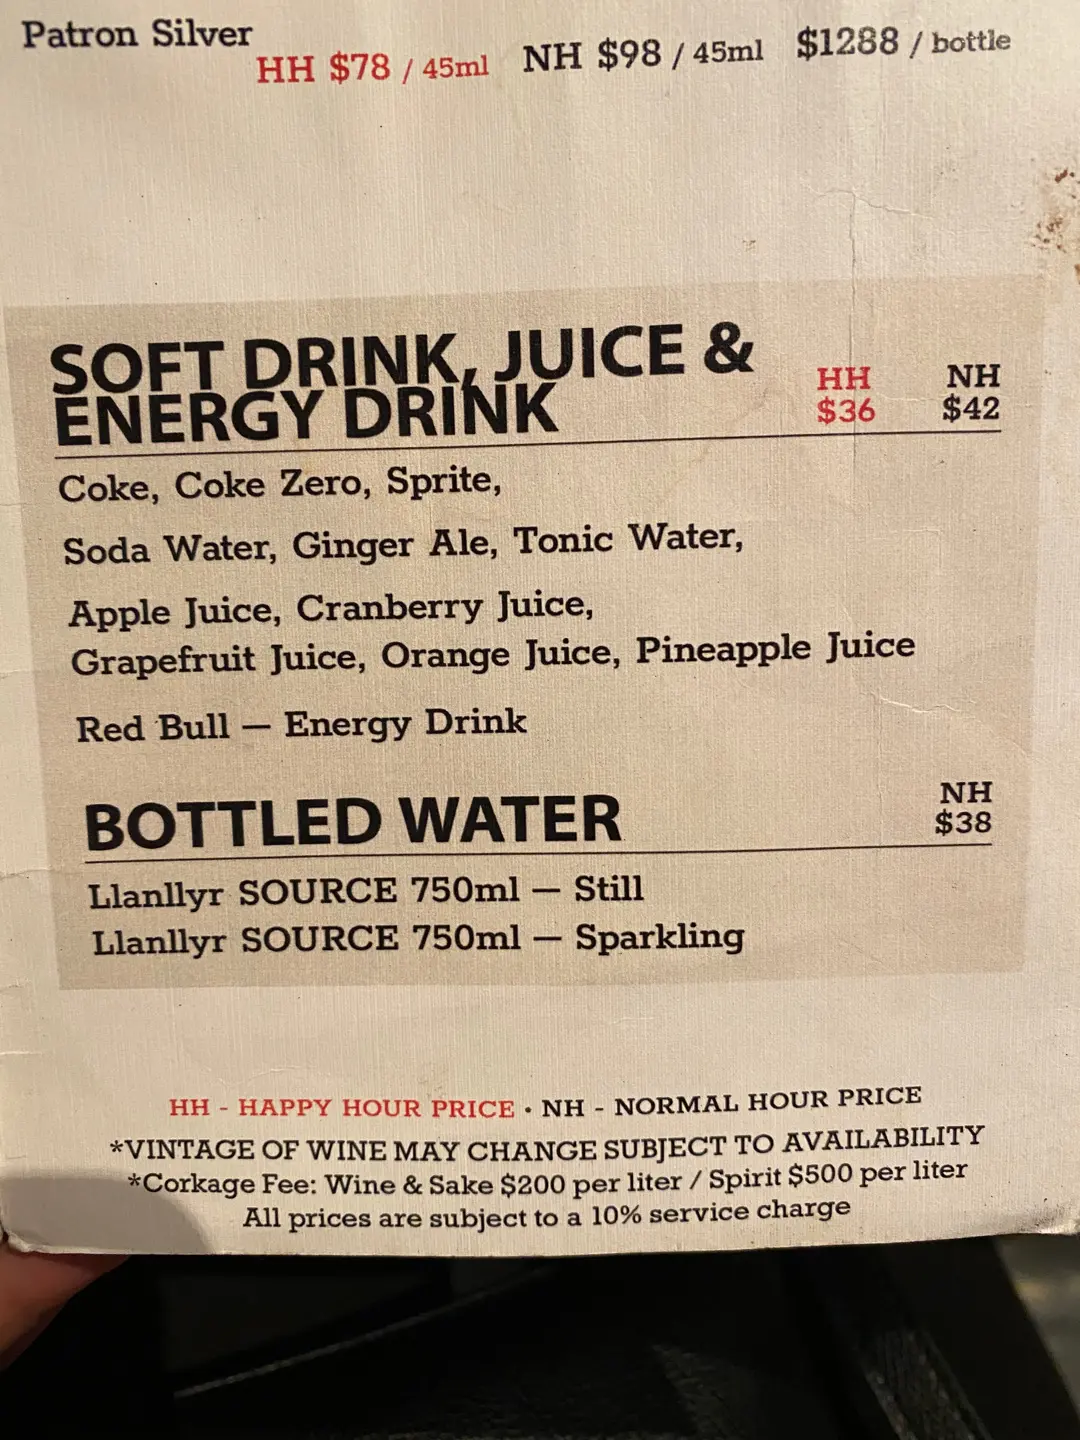 Patron Silver
HH $78 / 45ml NH $98 / 45ml $1288 / bottle
SOFT DRINK, JUICE &
ENERGY DRINK
HH NH
$36 $42
Coke, Coke Zero, Sprite,
Soda Water, Ginger Ale, Tonic Water,
Apple Juice, Cranberry Juice,
Grapefruit Juice, Orange Juice, Pineapple Juice
Red Bull — Energy Drink
BOTTLED WATER
NH
$38
Llanllyr SOURCE 750ml — Still
Llanllyr SOURCE 750ml — Sparkling
HH - HAPPY HOUR PRICE • NH - NORMAL HOUR PRICE
*VINTAGE OF WINE MAY CHANGE SUBJECT TO AVAILABILITY
*Corkage Fee: Wine & Sake $200 per liter / Spirit $500 per liter
All prices are subject to a 10% service charge